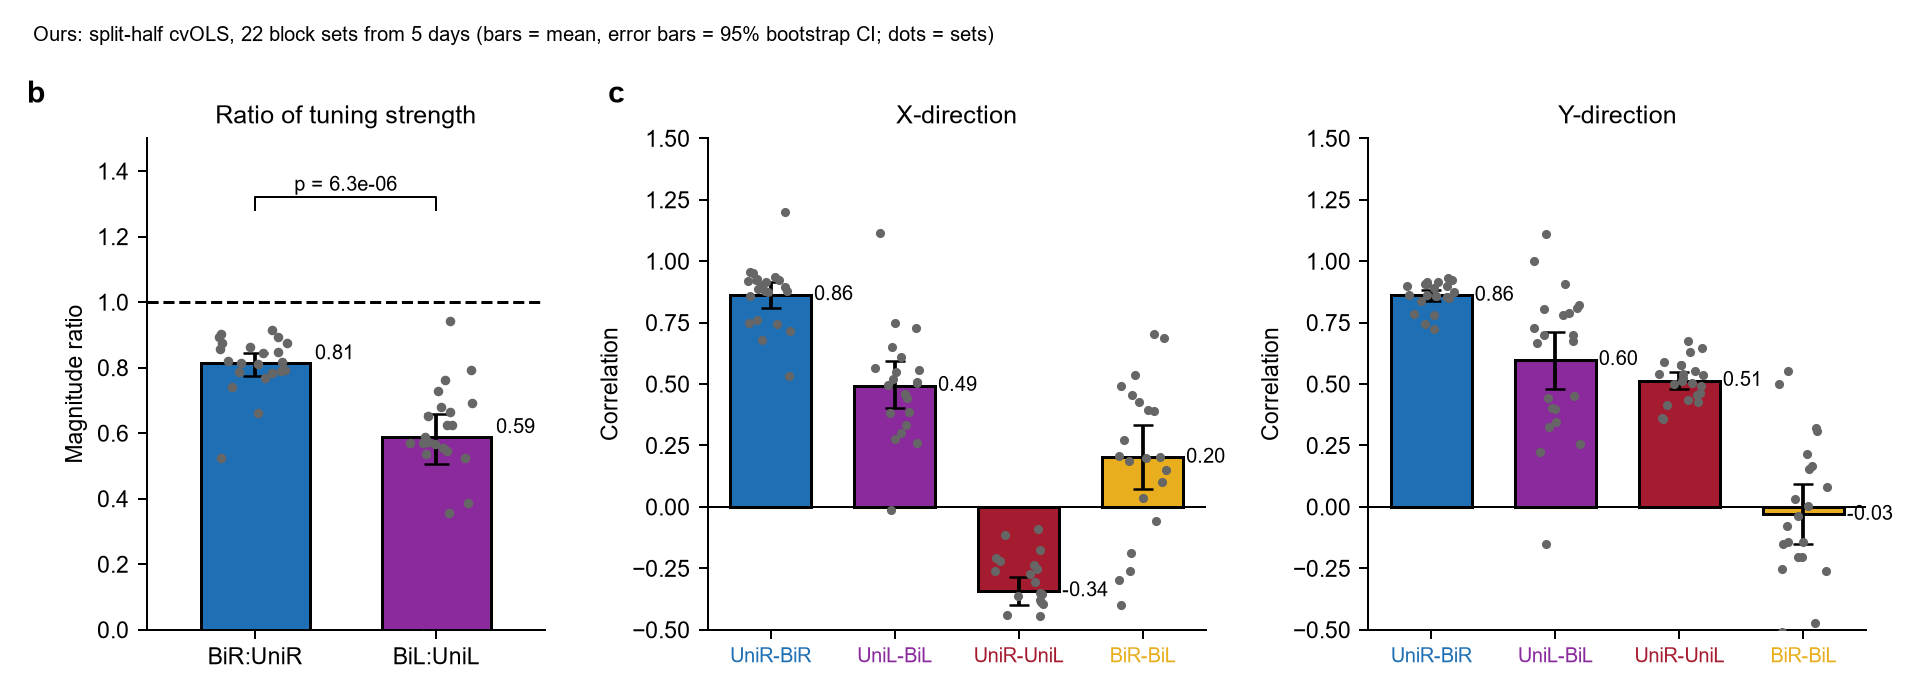 Ours: split-half cvOLS, 22 block sets from 5 days (bars = mean, error bars = 95% bootstrap CI; dots = sets)
b
Ratio of tuning strength
Magnitude ratio
1.4
1.2
1.0
0.8
0.6
0.4
0.2
0.0
p = 6.3e-06
0.81
0.59
BiR:UniR
BiL:UniL
c
X-direction
Correlation
1.50
1.25
1.00
0.75
0.50
0.25
0.00
−0.25
−0.50
0.86
0.49
-0.34
0.20
UniR-BiR
UniL-BiL
UniR-UniL
BiR-BiL
Y-direction
Correlation
1.50
1.25
1.00
0.75
0.50
0.25
0.00
−0.25
−0.50
0.86
0.60
0.51
-0.03
UniR-BiR
UniL-BiL
UniR-UniL
BiR-BiL